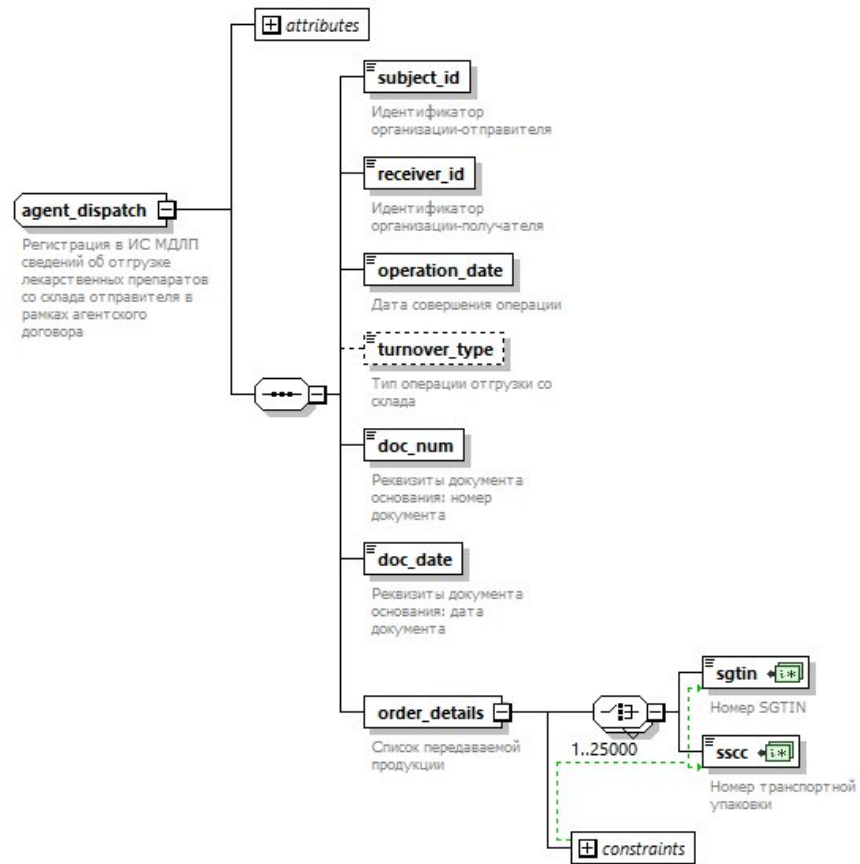 attributes
subject_id
Идентификатор
организации-отправителя
receiver_id
Идентификатор
организации-получателя
agent_dispatch
Регистрация в ИС МДЛП
сведений об отгрузке
лекарственных препаратов
со склада отправителя в
рамках агентского
договора
operation_date
Дата совершения операции
turnover_type
Тип операции отгрузки со
склада
doc_num
Реквизиты документа
основания: номер
документа
doc_date
Реквизиты документа
основания: дата
документа
order_details
Список передаваемой
продукции
1..25000
sgtin
Номер SGTIN
sscc
Номер транспортной
упаковки
constraints